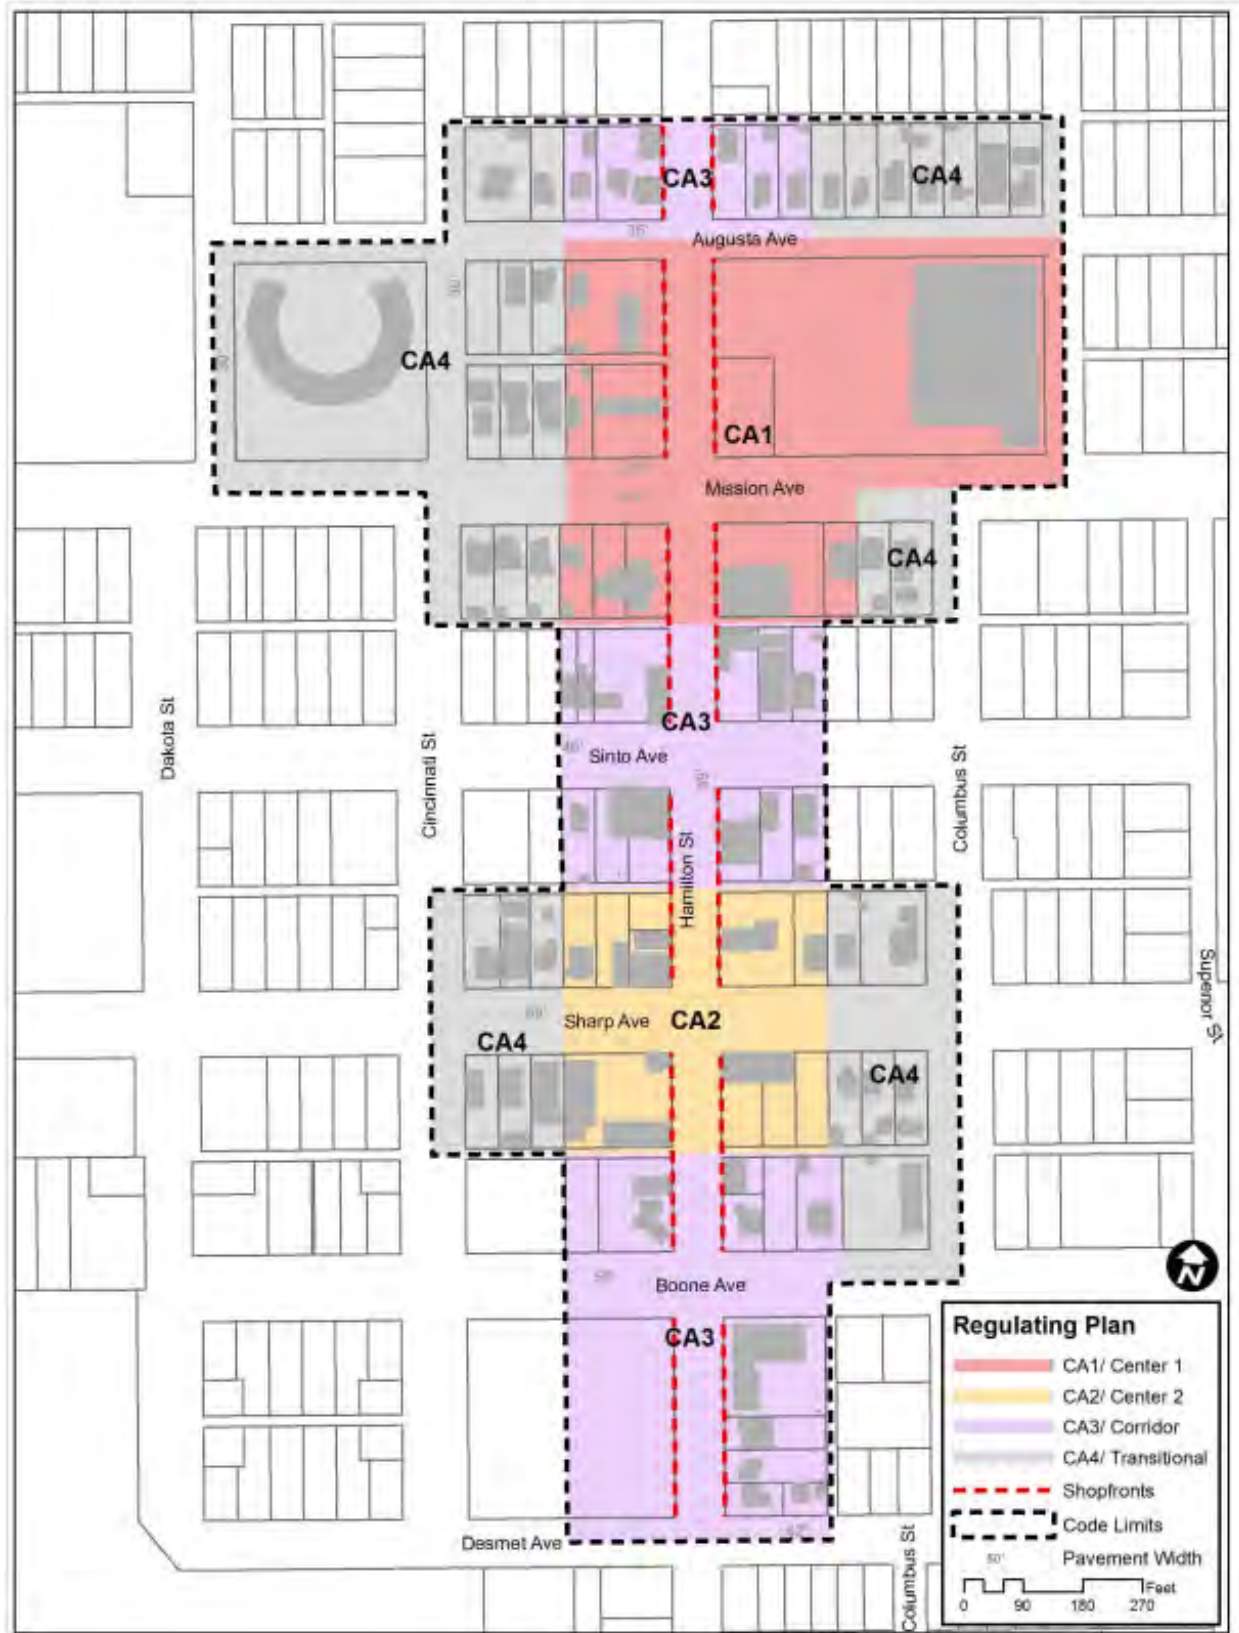 CA3
CA4
36'
Augusta Ave
CA4
CA1
Mission Ave
CA4
CA3
Dakota St
Cincinnati St
Sinto Ave
Hamilton St
Columbus St
Superior St
Sharp Ave
CA2
CA4
CA4
Boone Ave
CA3
Desmet Ave
Columbus St
N
Regulating Plan
CA1/ Center 1
CA2/ Center 2
CA3/ Corridor
CA4/ Transitional
Shopfronts
Code Limits
50'
Pavement Width
Feet
0 90 180 270